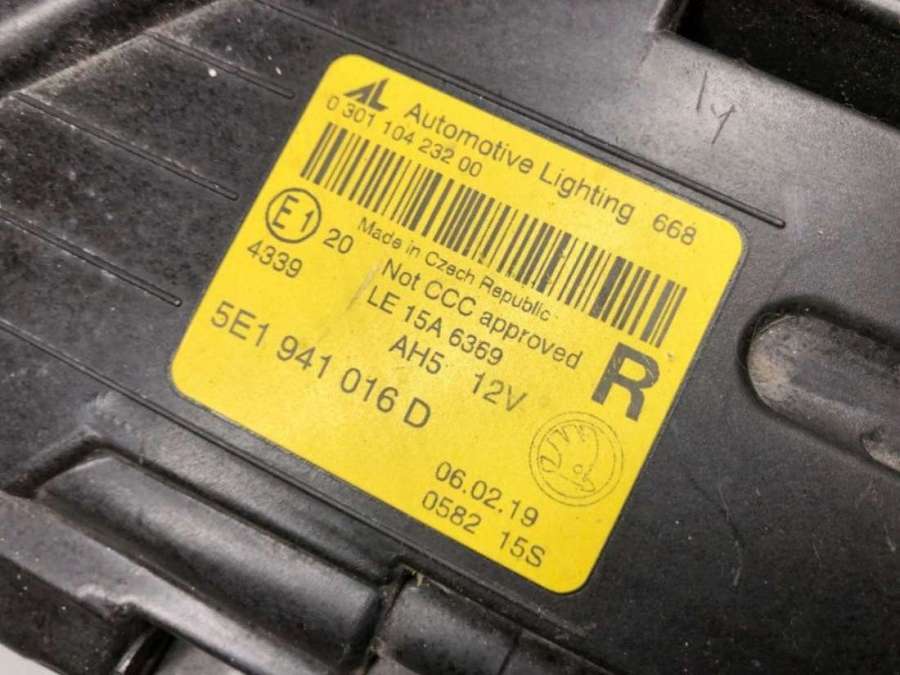 AL Automotive Lighting 668
0 301 104 232 00
E1 20
4339
Made in Czech Republic
Not CCC approved
LE 15A 6369
AH5 12V
R
5E1 941 016 D
06.02.19
0582 15S